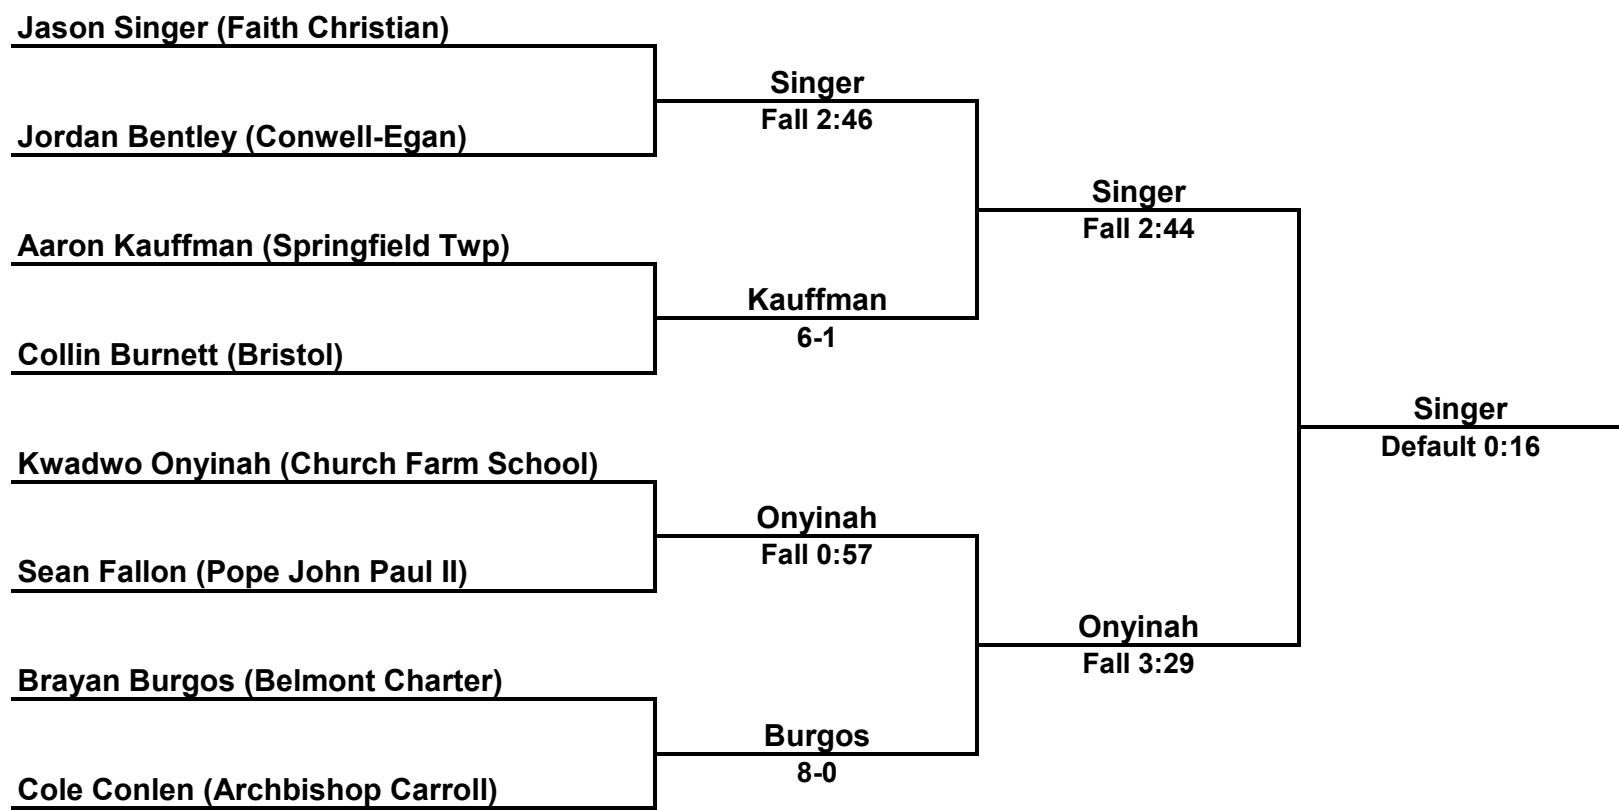 Jason Singer (Faith Christian)
Singer
Fall 2:46
Jordan Bentley (Conwell-Egan)
Singer
Fall 2:44
Aaron Kauffman (Springfield Twp)
Kauffman
6-1
Collin Burnett (Bristol)
Singer
Default 0:16
Kwadwo Onyinah (Church Farm School)
Onyinah
Fall 0:57
Sean Fallon (Pope John Paul II)
Onyinah
Fall 3:29
Brayan Burgos (Belmont Charter)
Burgos
8-0
Cole Conlen (Archbishop Carroll)